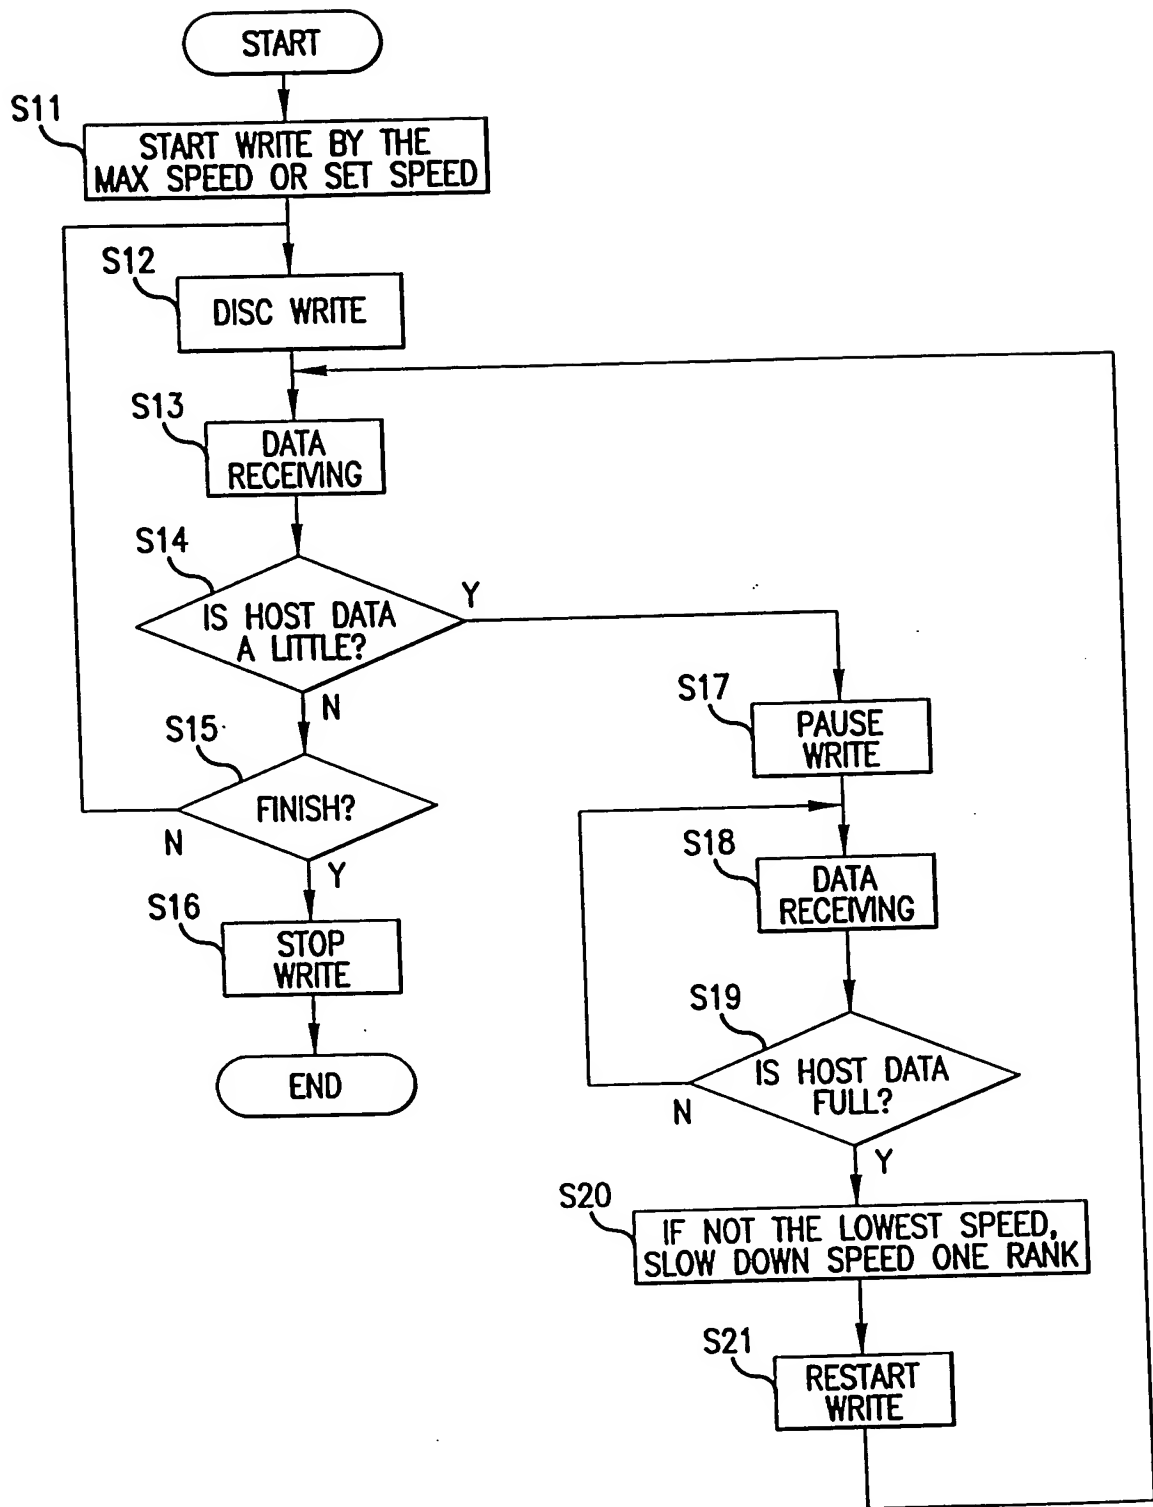 START
S11
START WRITE BY THE
MAX SPEED OR SET SPEED
S12
DISC WRITE
S13
DATA
RECEIVING
S14
IS HOST DATA
A LITTLE?
Y
N
S15
FINISH?
N
Y
S16
STOP
WRITE
END
S17
PAUSE
WRITE
S18
DATA
RECEIVING
S19
IS HOST DATA
FULL?
N
Y
S20
IF NOT THE LOWEST SPEED,
SLOW DOWN SPEED ONE RANK
S21
RESTART
WRITE